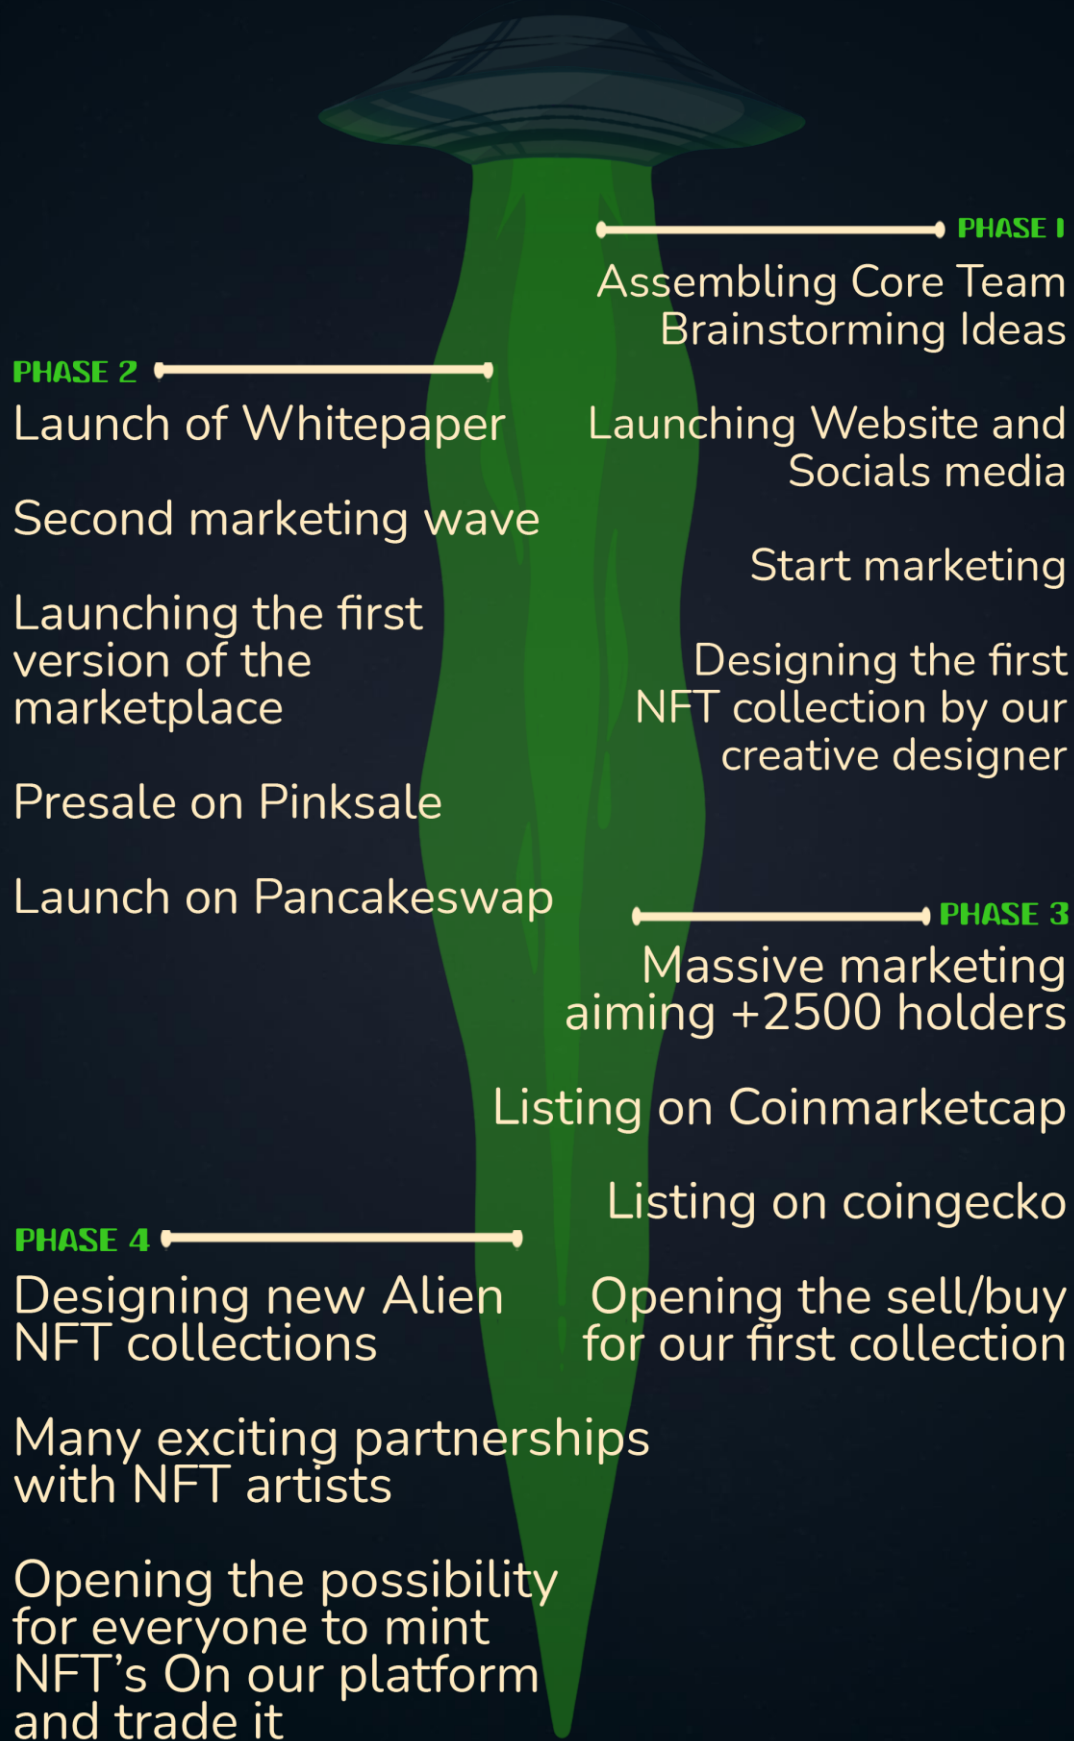 PHASE 1
Assembling Core Team
Brainstorming Ideas
Launching Website and
Socials media
Start marketing
Designing the first
NFT collection by our
creative designer
PHASE 2
Launch of Whitepaper
Second marketing wave
Launching the first
version of the
marketplace
Presale on Pinksale
Launch on Pancakeswap
PHASE 3
Massive marketing
aiming +2500 holders
Listing on Coinmarketcap
Listing on coingecko
Opening the sell/buy
for our first collection
PHASE 4
Designing new Alien
NFT collections
Many exciting partnerships
with NFT artists
Opening the possibility
for everyone to mint
NFT’s On our platform
and trade it